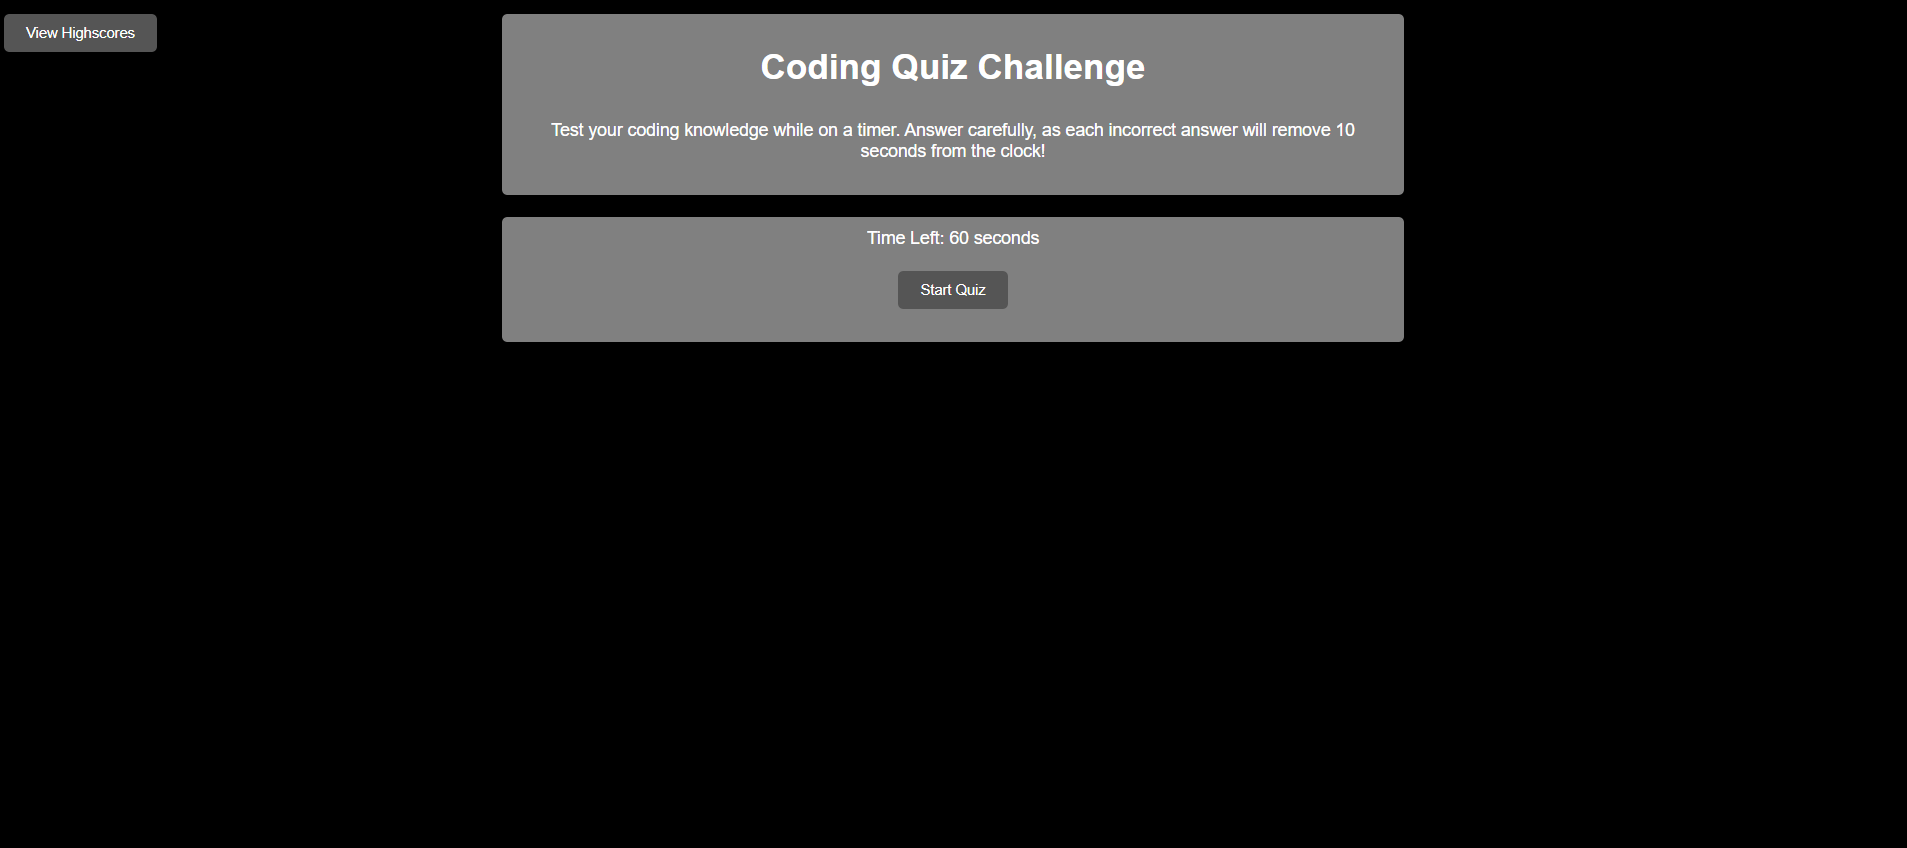 View Highscores
Coding Quiz Challenge
Test your coding knowledge while on a timer. Answer carefully, as each incorrect answer will remove 10
seconds from the clock!
Time Left: 60 seconds
Start Quiz